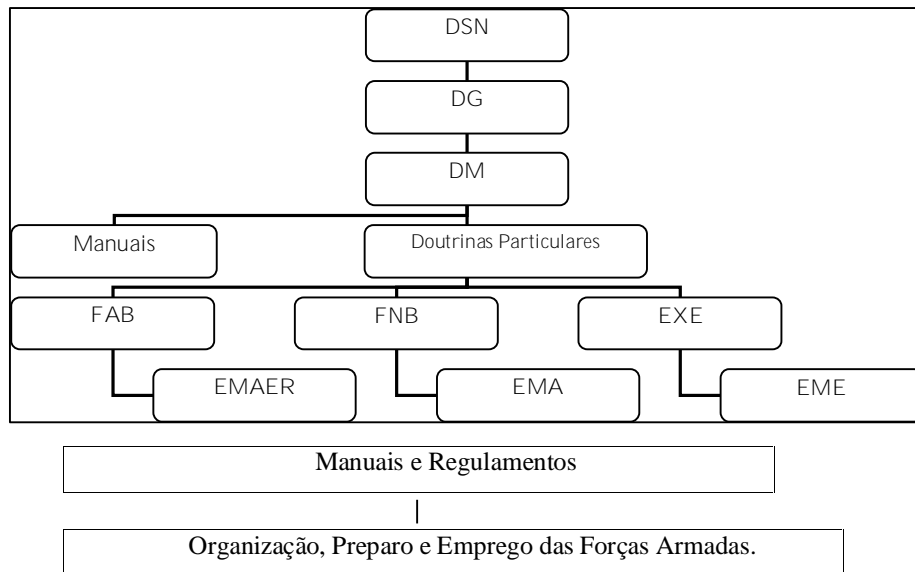 DSN
DG
DM
Manuais
Doutrinas Particulares
FAB
FNB
EXE
EMAER
EMA
EME
Manuais e Regulamentos
Organização, Preparo e Emprego das Forças Armadas.